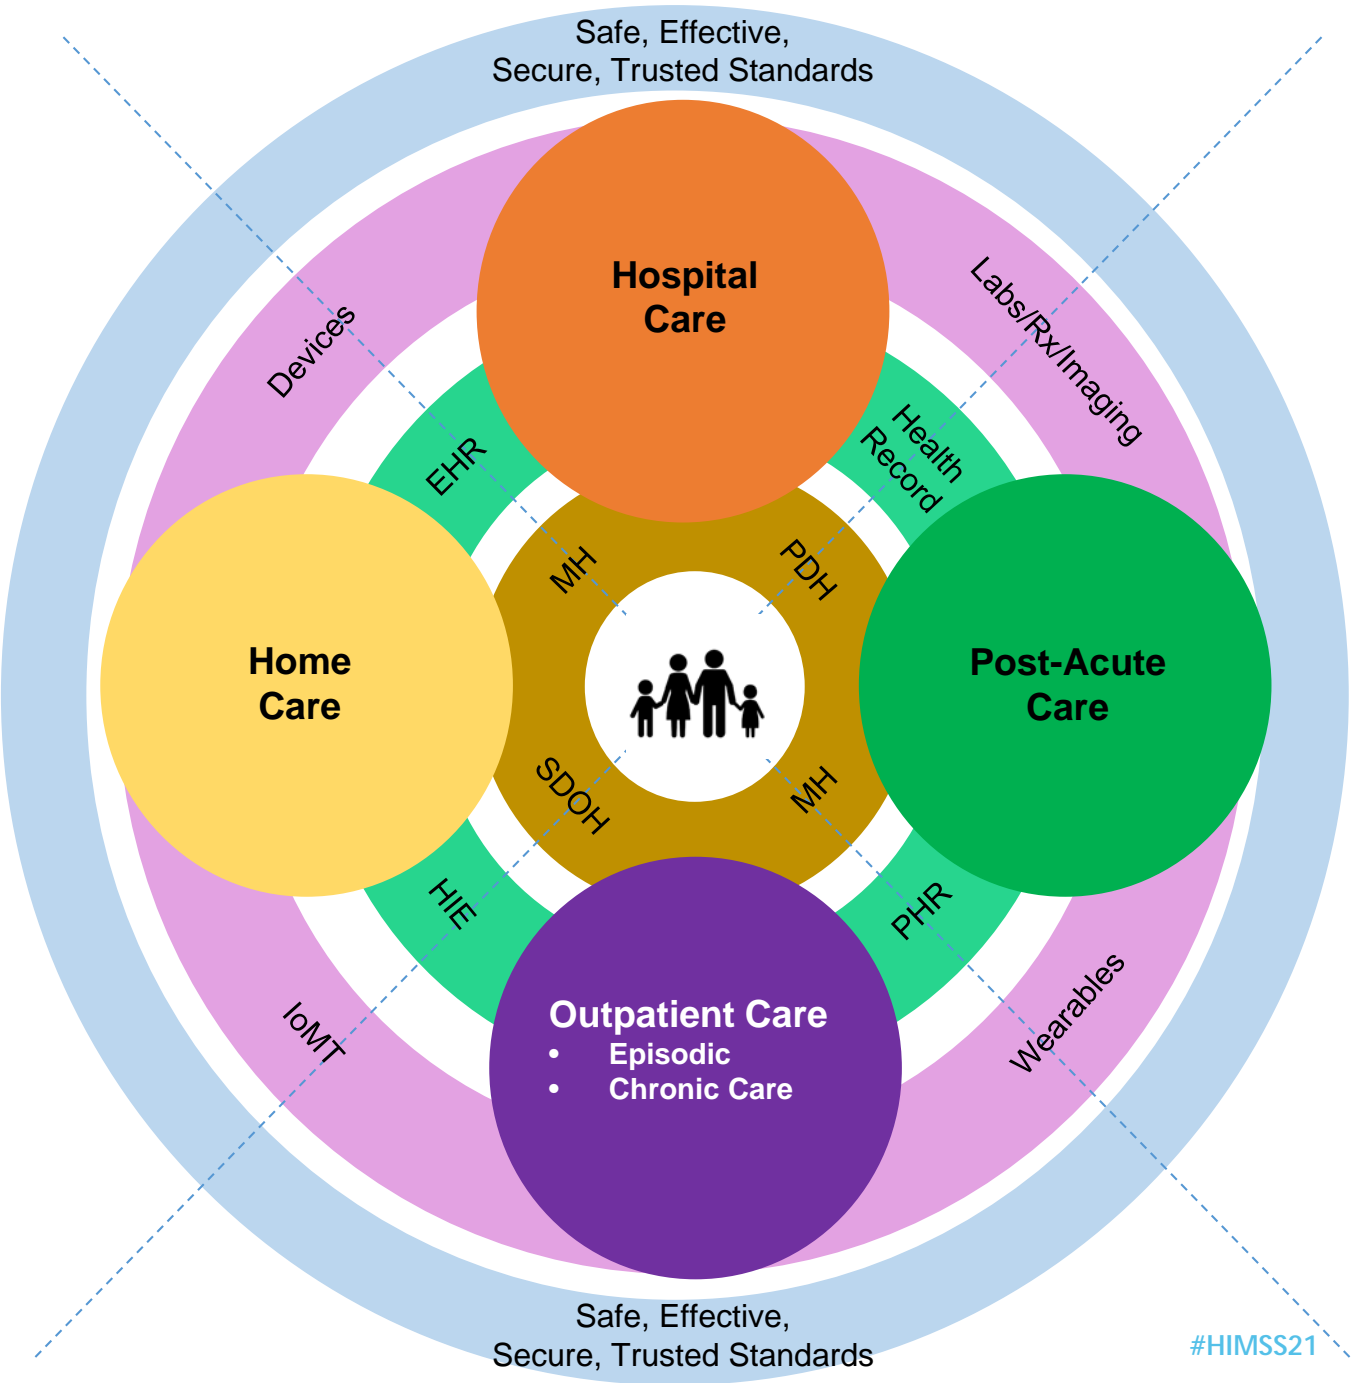 Safe, Effective,
Secure, Trusted Standards
Hospital
Care
Devices
Labs/Rx/Imaging
EHR
Health
Record
MH
PDH
Home
Care
Post-Acute
Care
SDOH
MH
HIE
PHR
IoMT
Wearables
Outpatient Care
• Episodic
• Chronic Care
Safe, Effective,
Secure, Trusted Standards
#HIMSS21